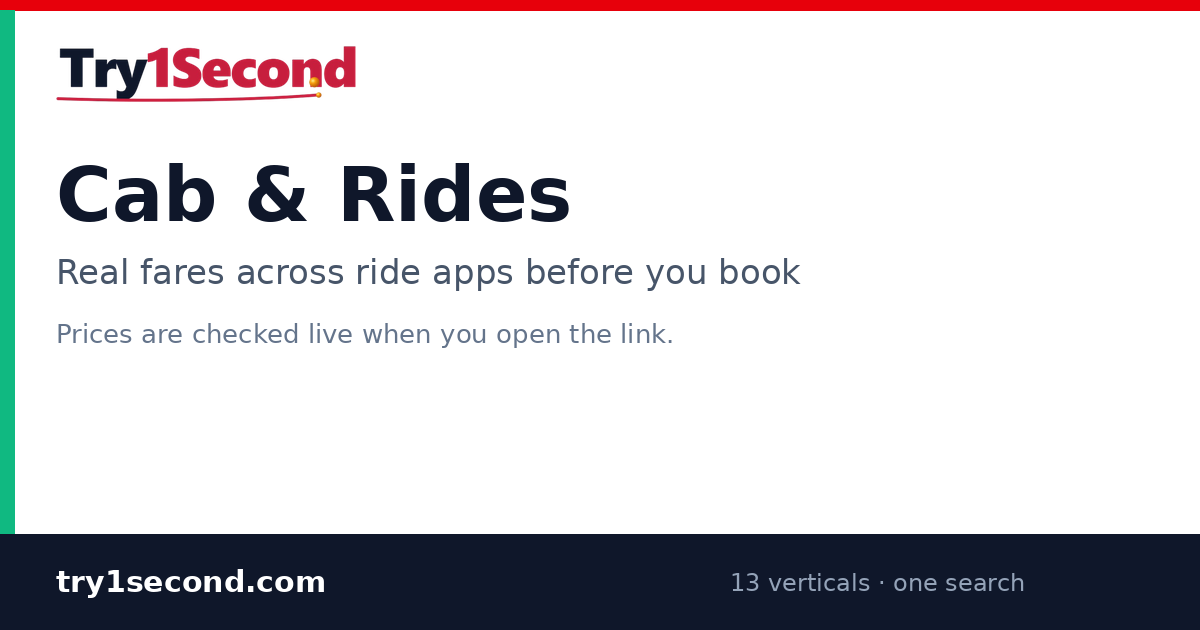 Try1Second
Cab & Rides
Real fares across ride apps before you book
Prices are checked live when you open the link.
try1second.com
13 verticals · one search